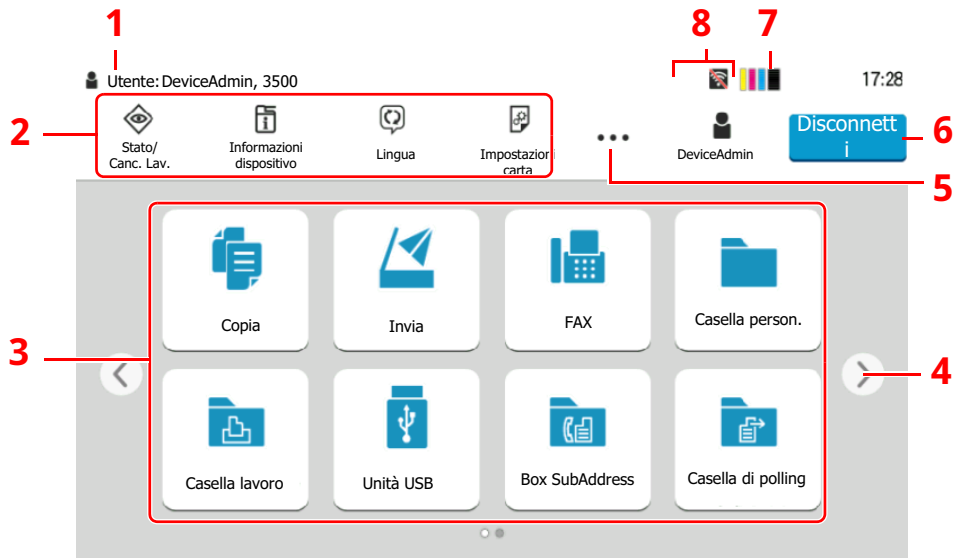 1
8
7
Utente: DeviceAdmin, 3500
17:28
2
Stato/
Canc. Lav.
Informazioni
dispositivo
Lingua
Impostazioni
carta
DeviceAdmin
Disconnett
i
6
5
Copia
Invia
FAX
Casella person.
3
4
Casella lavoro
Unità USB
Box SubAddress
Casella di polling